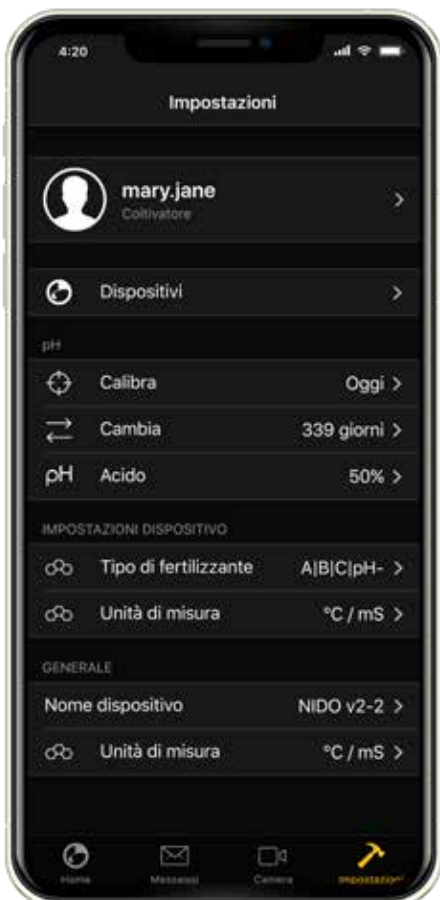 4:20
Impostazioni
mary.jane
Coltivatore
Dispositivi
pH
Calibra Oggi
Cambia 339 giorni
pH Acido 50%
IMPOSTAZIONI DISPOSITIVO
Tipo di fertilizzante A|B|C|pH-
Unità di misura °C / mS
GENERALE
Nome dispositivo NIDO v2-2
Unità di misura °C / mS
Home Messaggi Camera Impostazioni